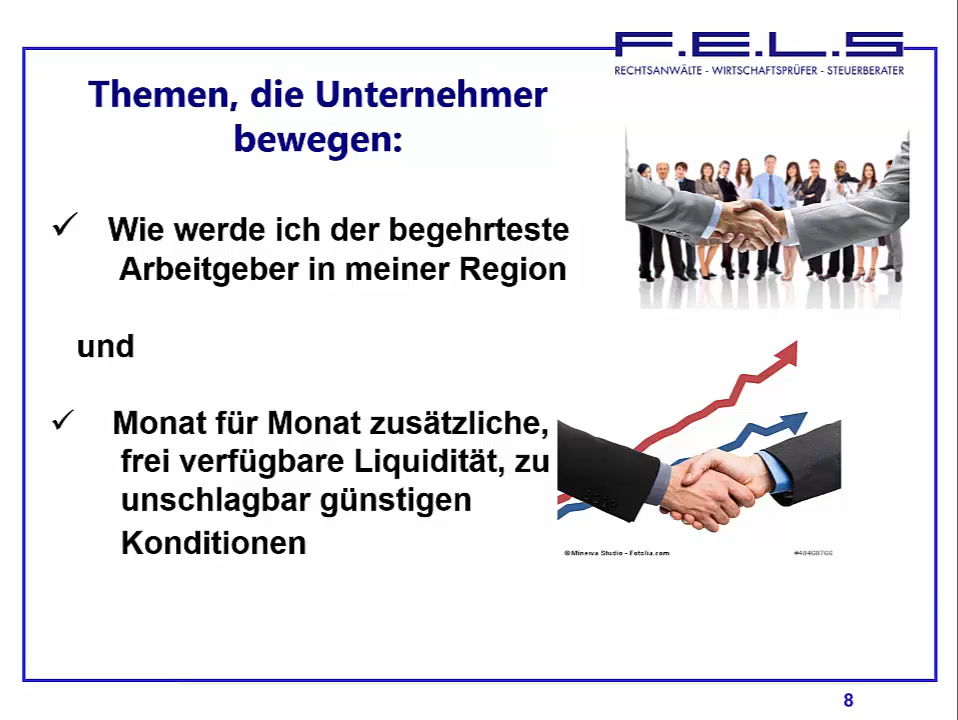 F.E.L.S
RECHTSANWÄLTE - WIRTSCHAFTSPRÜFER - STEUERBERATER
Themen, die Unternehmer
bewegen:
✓ Wie werde ich der begehrteste
Arbeitgeber in meiner Region
und
✓ Monat für Monat zusätzliche,
frei verfügbare Liquidität, zu
unschlagbar günstigen
Konditionen
©Minerva Studio - Fotolia.com
8